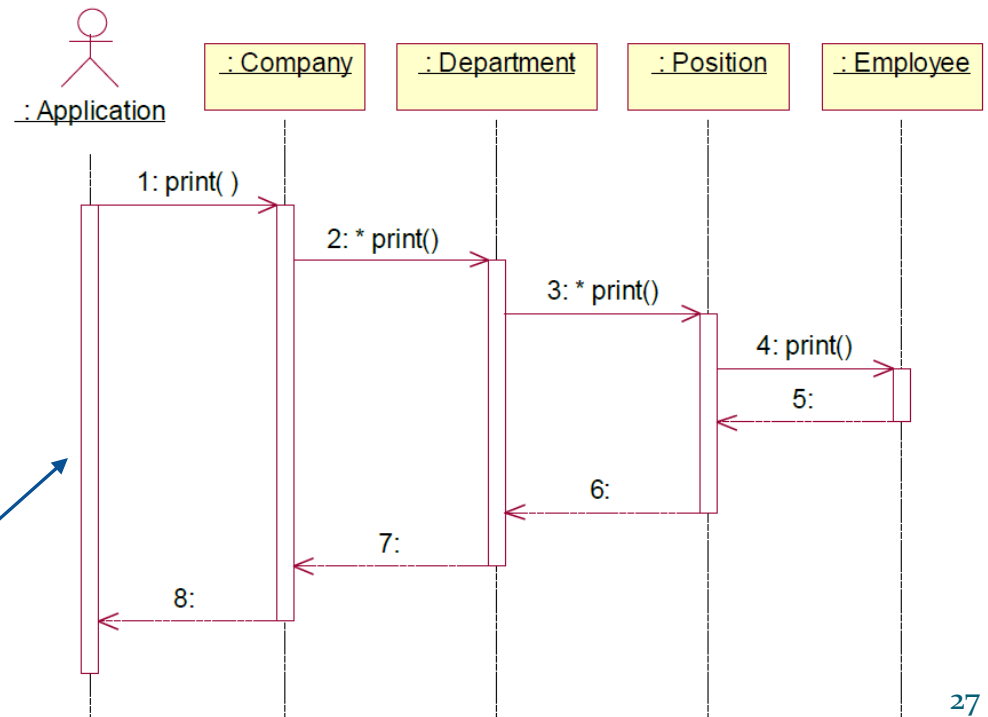 : Company
: Department
: Position
: Employee
: Application
1: print( )
2: * print()
3: * print()
4: print()
5:
6:
7:
8:
27